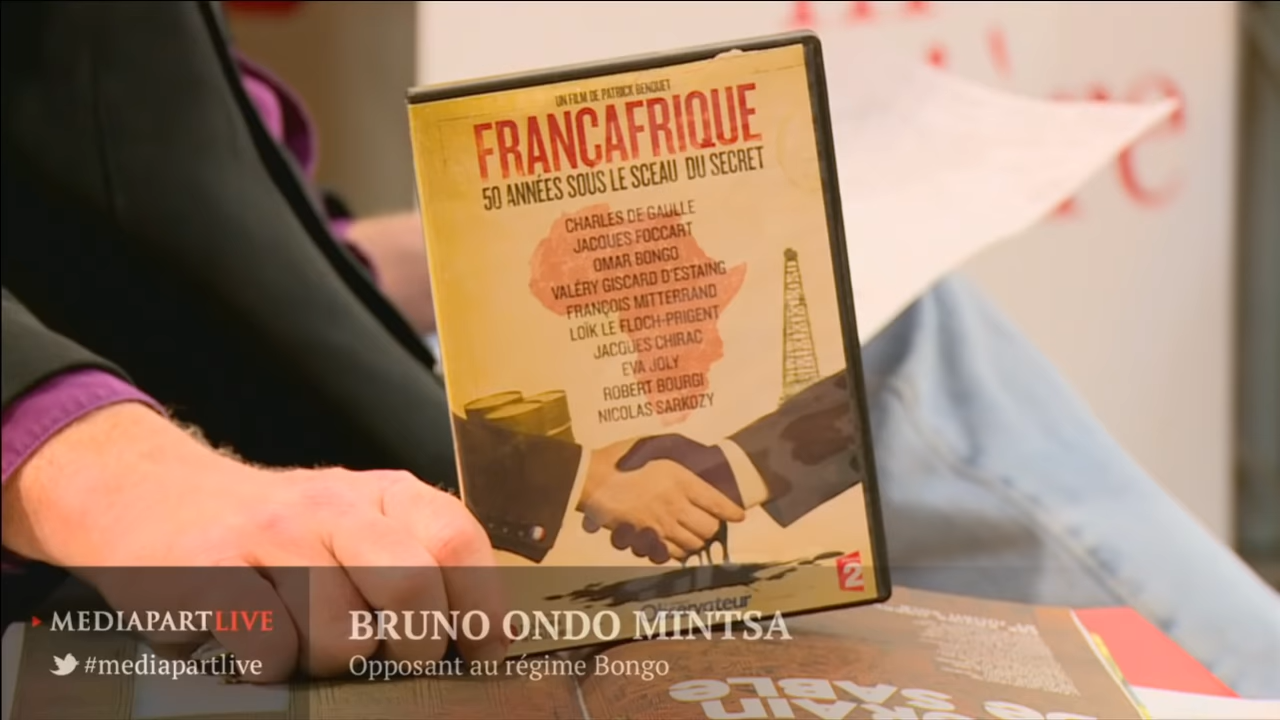 UN FILM DE PATRICK BENQUET
FRANÇAFRIQUE
50 ANNÉES SOUS LE SCEAU DU SECRET
CHARLES DE GAULLE
JACQUES FOCCART
OMAR BONGO
VALÉRY GISCARD D'ESTAING
FRANÇOIS MITTERRAND
LOÏK LE FLOCH-PRIGENT
JACQUES CHIRAC
EVA JOLY
ROBERT BOURGI
NICOLAS SARKOZY
2
Observateur
MEDIAPARTLIVE
#mediapartlive
BRUNO ONDO MINTSA
Opposant au régime Bongo
GRAIN
SABLE